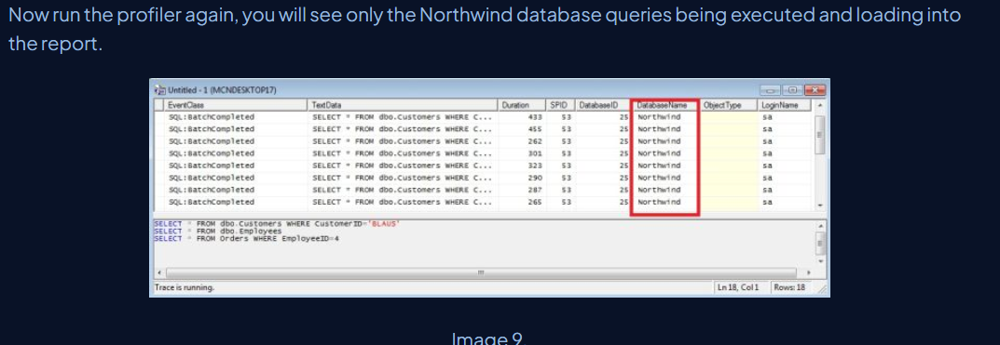 Now run the profiler again, you will see only the Northwind database queries being executed and loading into
the report.
Untitled - 1 (MCNDESKTOP17)
EventClass TextData Duration SPID DatabaseID DatabaseName ObjectType LoginName
SQL:BatchCompleted SELECT * FROM dbo.Customers WHERE C... 433 53 25 Northwind sa
SQL:BatchCompleted SELECT * FROM dbo.Customers WHERE C... 455 53 25 Northwind sa
SQL:BatchCompleted SELECT * FROM dbo.Customers WHERE C... 262 53 25 Northwind sa
SQL:BatchCompleted SELECT * FROM dbo.Customers WHERE C... 301 53 25 Northwind sa
SQL:BatchCompleted SELECT * FROM dbo.Customers WHERE C... 323 53 25 Northwind sa
SQL:BatchCompleted SELECT * FROM dbo.Customers WHERE C... 290 53 25 Northwind sa
SQL:BatchCompleted SELECT * FROM dbo.Customers WHERE C... 287 53 25 Northwind sa
SQL:BatchCompleted SELECT * FROM dbo.Customers WHERE C... 265 53 25 Northwind sa
SELECT * FROM dbo.Customers WHERE CustomerID='BLAUS'
SELECT * FROM dbo.Employees
SELECT * FROM Orders WHERE EmployeeID=4
Trace is running. Ln 18, Col 1 Rows: 18
Image 9